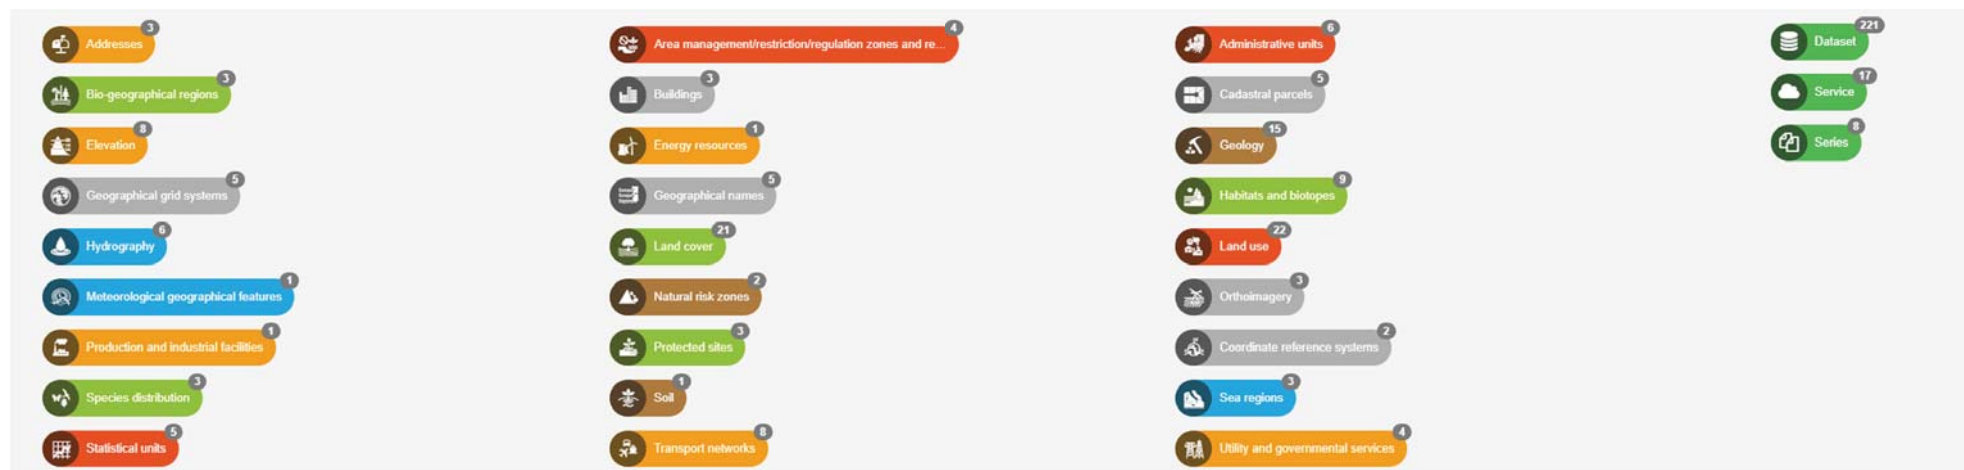 3
Addresses
4
Area management/restriction/regulation zones and re...
6
Administrative units
221
Dataset
3
Bio-geographical regions
3
Buildings
5
Cadastral parcels
17
Service
8
Elevation
1
Energy resources
15
Geology
8
Series
5
Geographical grid systems
5
Geographical names
9
Habitats and biotopes
6
Hydrography
21
Land cover
22
Land use
1
Meteorological geographical features
2
Natural risk zones
3
Orthoimagery
1
Production and industrial facilities
3
Protected sites
2
Coordinate reference systems
3
Species distribution
1
Soil
3
Sea regions
5
Statistical units
8
Transport networks
4
Utility and governmental services